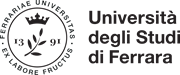 FERRARIAE UNIVERSITAS
EX LABORE FRUCTUS
13 91
Università
degli Studi
di Ferrara